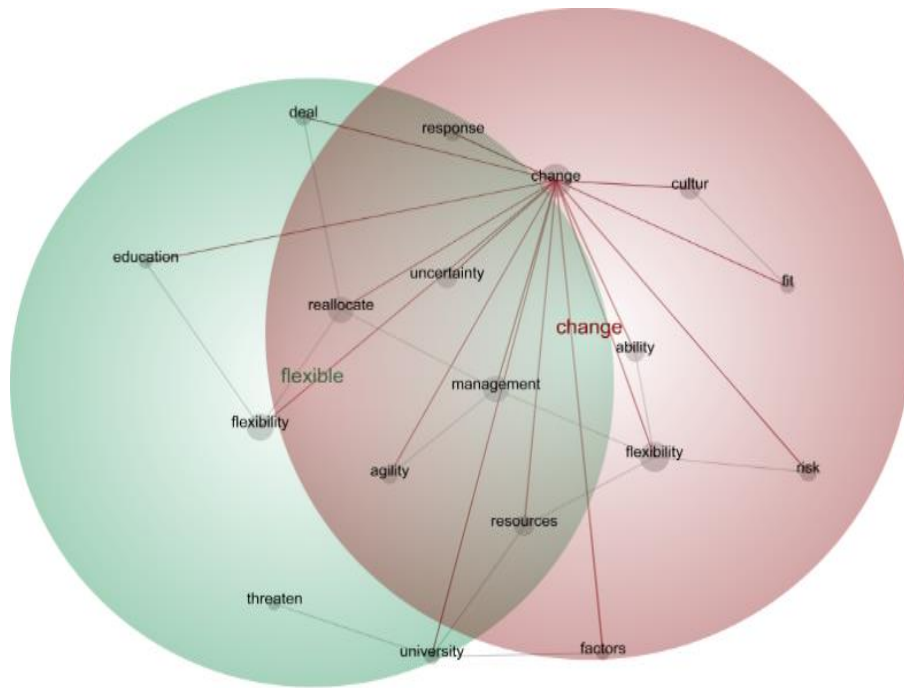 deal
response
change
cultur
education
uncertainty
fit
reallocate
change
ability
flexible
management
flexibility
flexibility
agility
risk
resources
threaten
university
factors